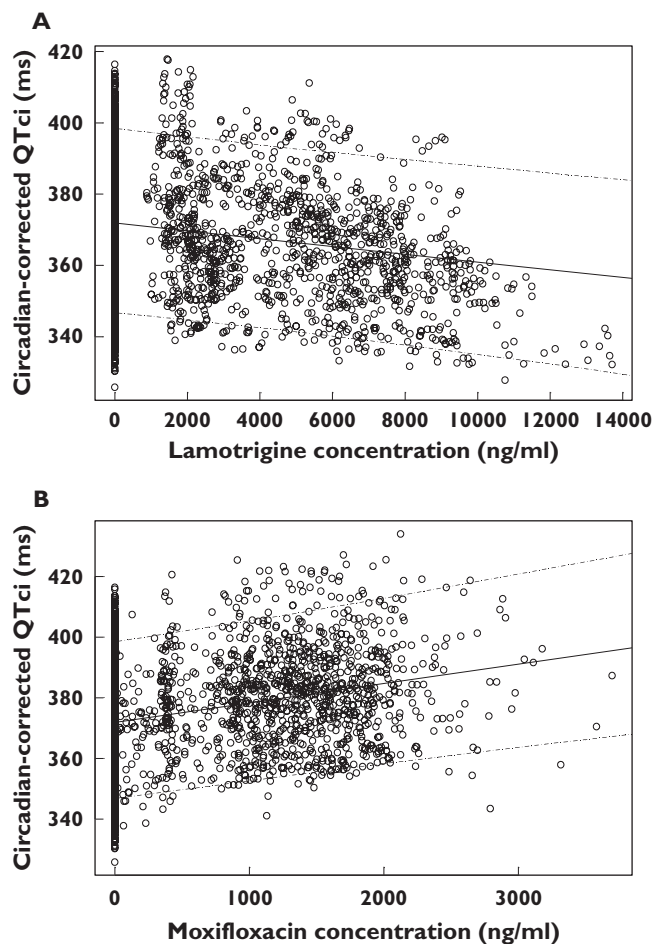 A
Circadian-corrected QTci (ms)
420
400
380
360
340
0 2000 4000 6000 8000 10000 12000 14000
Lamotrigine concentration (ng/ml)
B
Circadian-corrected QTci (ms)
420
400
380
360
340
0 1000 2000 3000
Moxifloxacin concentration (ng/ml)